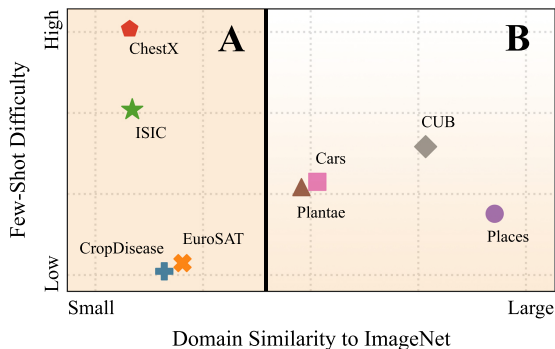 High
A
B
ChestX
ISIC
CUB
Cars
Plantae
Places
CropDisease
EuroSAT
Few-Shot Difficulty
Low
Small
Large
Domain Similarity to ImageNet